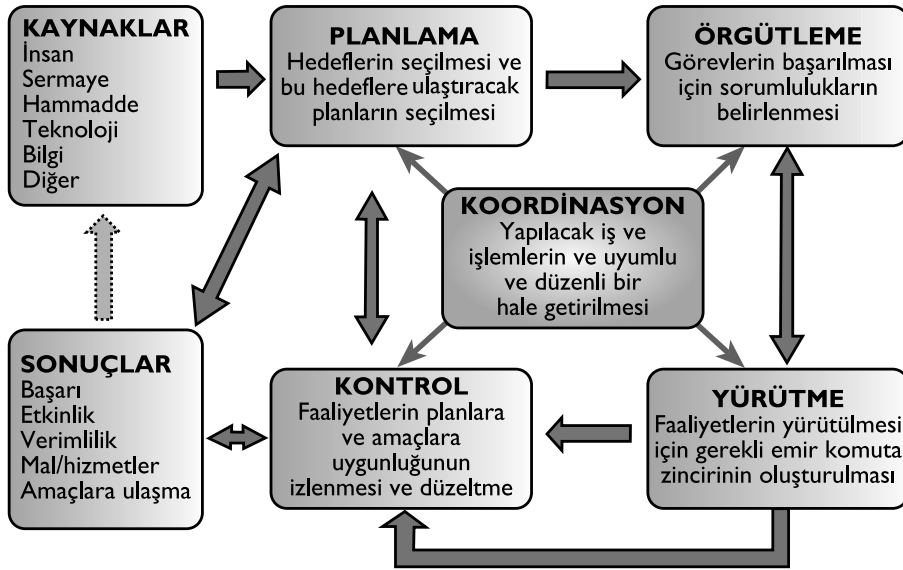 KAYNAKLAR
İnsan
Sermaye
Hammadde
Teknoloji
Bilgi
Diğer
PLANLAMA
Hedeflerin seçilmesi ve
bu hedeflere ulaştıracak
planların seçilmesi
ÖRGÜTLEME
Görevlerin başarılması
için sorumlulukların
belirlenmesi
KOORDİNASYON
Yapılacak iş ve
işlemlerin ve uyumlu
ve düzenli bir
hale getirilmesi
SONUÇLAR
Başarı
Etkinlik
Verimlilik
Mal/hizmetler
Amaçlara ulaşma
KONTROL
Faaliyetlerin planlara
ve amaçlara
uygunluğunun
izlenmesi ve düzeltme
YÜRÜTME
Faaliyetlerin yürütülmesi
için gerekli emir komuta
zincirinin oluşturulması